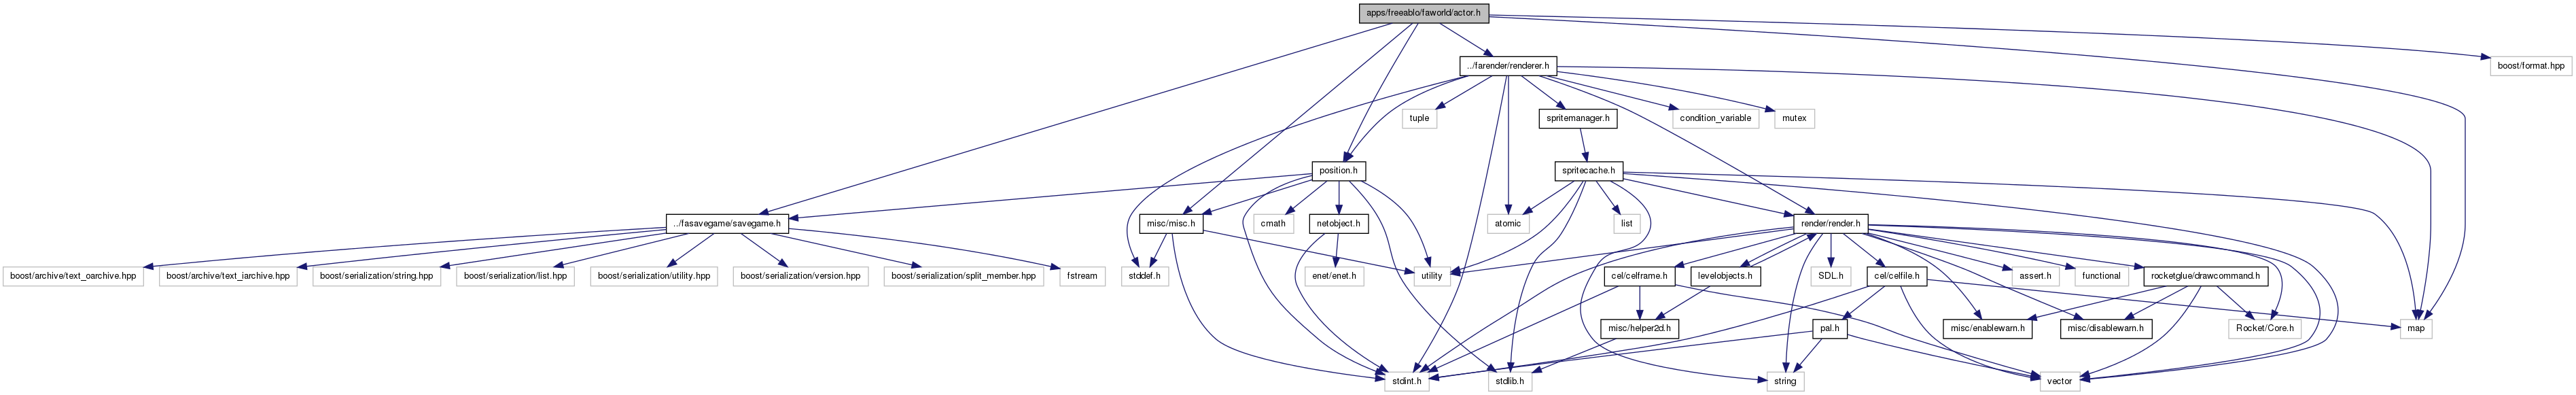 apps/freeablo/faworld/actor.h
../farender/renderer.h
boost/format.hpp
tuple
spritemanager.h
condition_variable
mutex
position.h
spritecache.h
../fasavegame/savegame.h
misc/misc.h
cmath
netobject.h
atomic
list
render/render.h
boost/archive/text_oarchive.hpp
boost/archive/text_iarchive.hpp
boost/serialization/string.hpp
boost/serialization/list.hpp
boost/serialization/utility.hpp
boost/serialization/version.hpp
boost/serialization/split_member.hpp
fstream
stddef.h
enet/enet.h
utility
cel/celframe.h
levelobjects.h
SDL.h
cel/celfile.h
assert.h
functional
rocketglue/drawcommand.h
misc/helper2d.h
pal.h
misc/enablewarn.h
misc/disablewarn.h
Rocket/Core.h
map
stdint.h
stdlib.h
string
vector